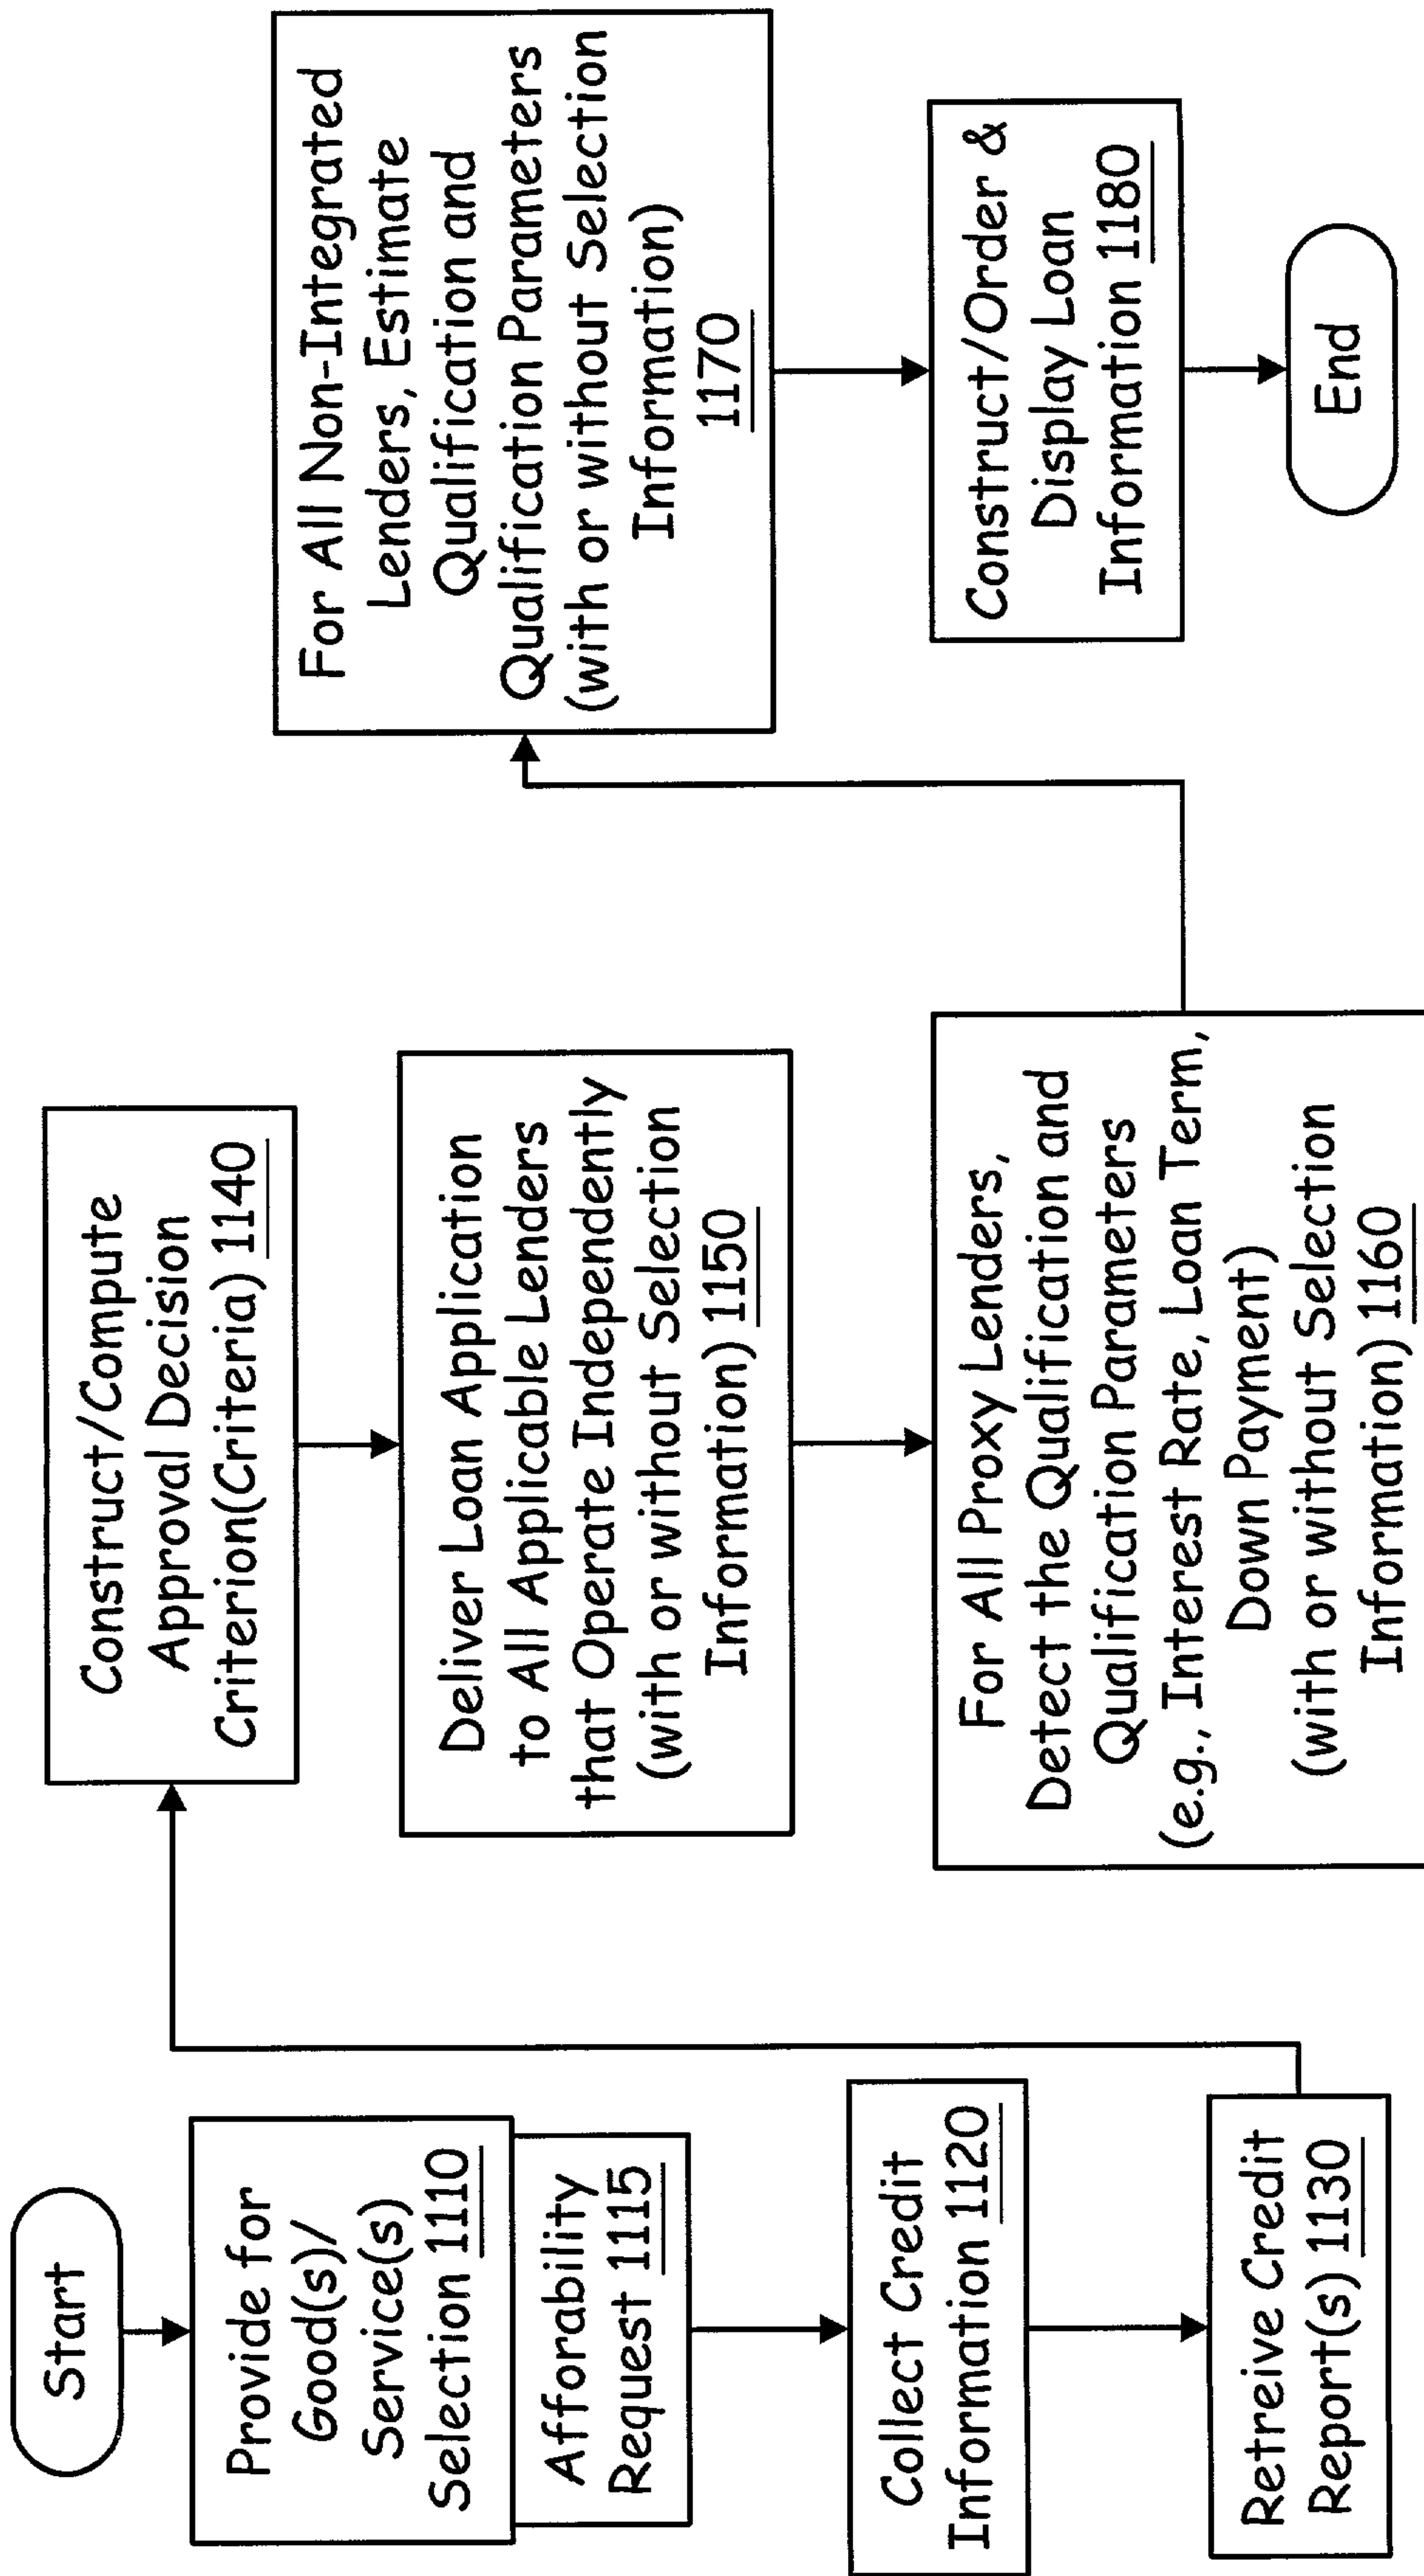 Start
Provide for
Good(s)/
Service(s)
Selection 1110
Afforability
Request 1115
Collect Credit
Information 1120
Retreive Credit
Report(s) 1130
Construct/Compute
Approval Decision
Criterion(Criteria) 1140
Deliver Loan Application
to All Applicable Lenders
that Operate Independently
(with or without Selection
Information) 1150
For All Proxy Lenders,
Detect the Qualification and
Qualification Parameters
(e.g., Interest Rate, Loan Term,
Down Payment)
(with or without Selection
Information) 1160
For All Non-Integrated
Lenders, Estimate
Qualification and
Qualification Parameters
(with or without Selection
Information)
1170
Construct/Order &
Display Loan
Information 1180
End